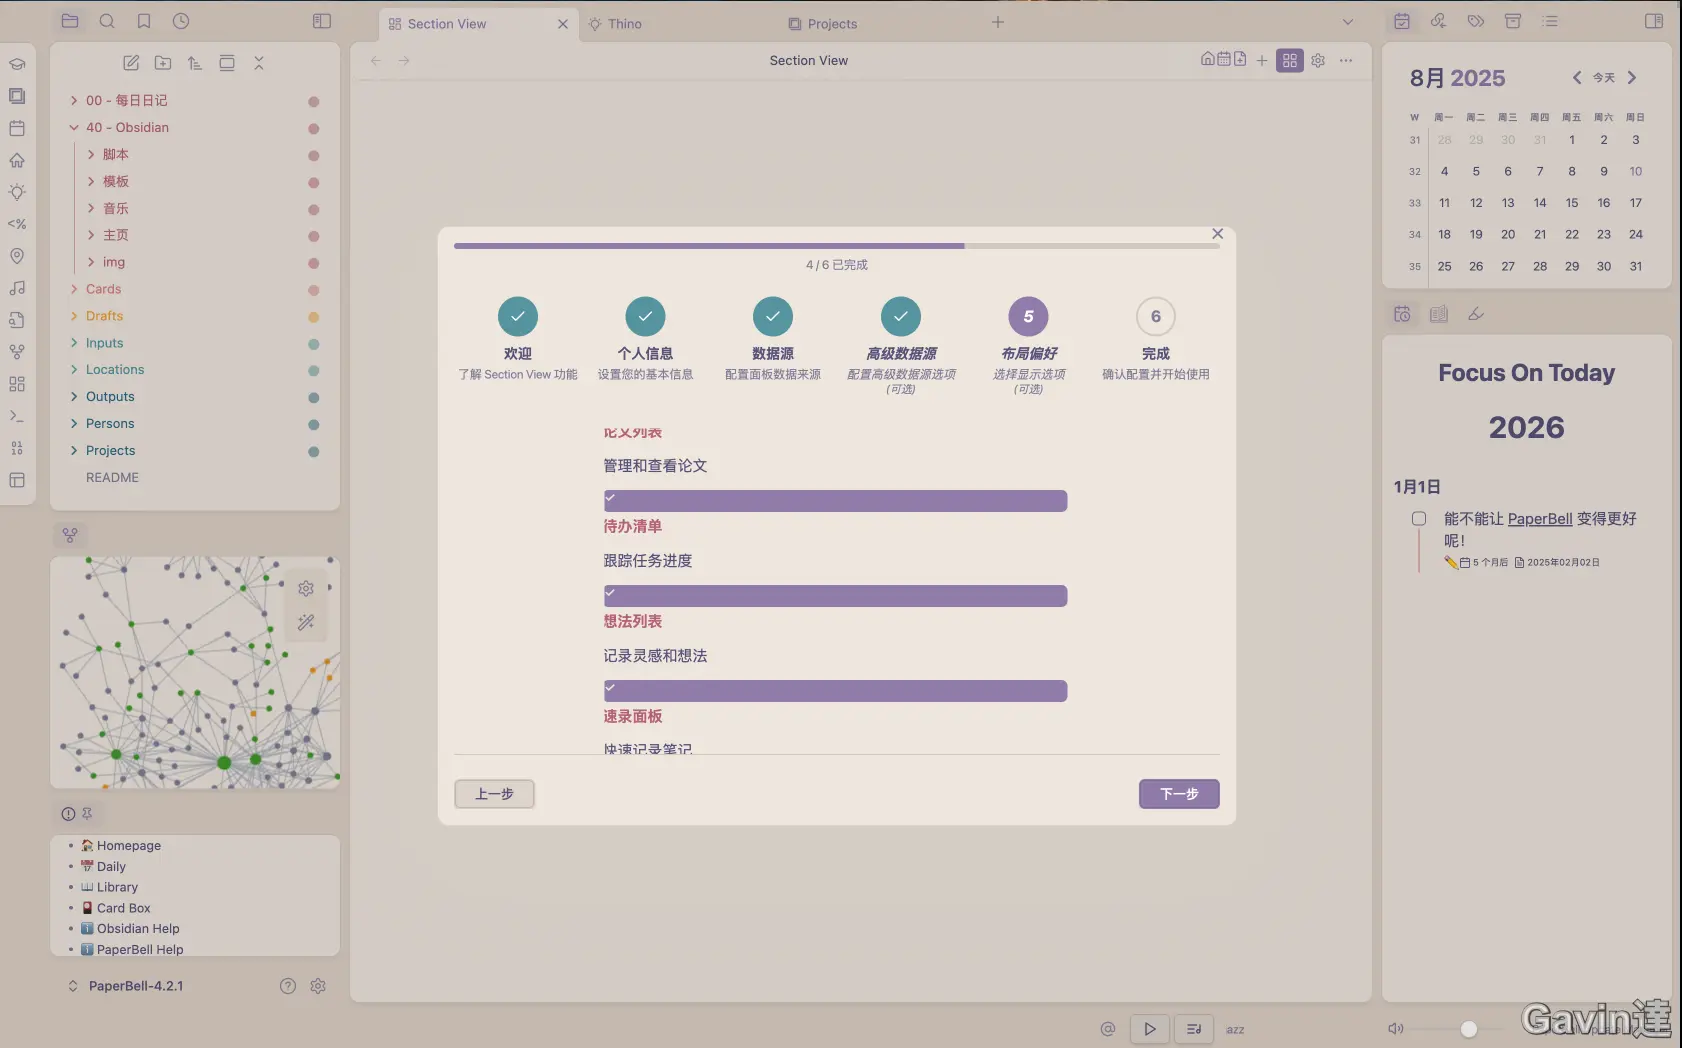 Section View
Thino
Projects
00 - 每日日记
40 - Obsidian
脚本
模板
音乐
主页
img
Cards
Drafts
Inputs
Locations
Outputs
Persons
Projects
README
<%
Homepage
Daily
Library
Card Box
Obsidian Help
PaperBell Help
PaperBell-4.2.1
Section View
4 / 6 已完成
5
6
欢迎
个人信息
数据源
高级数据源
布局偏好
完成
了解 Section View 功能
设置您的基本信息
配置面板数据来源
配置高级数据源选项
(可选)
选择显示选项
(可选)
确认配置并开始使用
论文列表
管理和查看论文
待办清单
跟踪任务进度
想法列表
记录灵感和想法
速录面板
快速记录笔记
上一步
下一步
8月 2025
今天
W 周一 周二 周三 周四 周五 周六 周日
31 28 29 30 31 1 2 3
32 4 5 6 7 8 9 10
33 11 12 13 14 15 16 17
34 18 19 20 21 22 23 24
35 25 26 27 28 29 30 31
Focus On Today
2026
1月1日
能不能让 PaperBell 变得更好
呢！
5 个月后 2025年02月02日
Gavin達